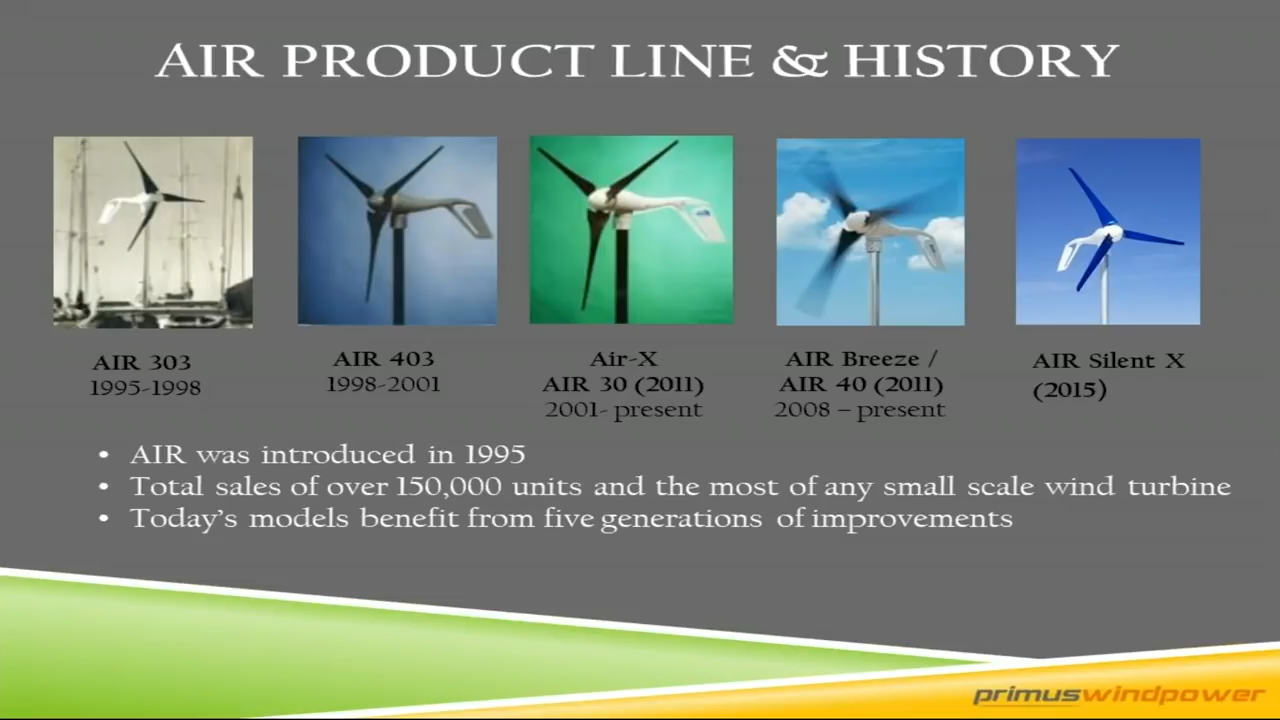 AIR PRODUCT LINE & HISTORY
AIR 303
1995-1998
AIR 403
1998-2001
Air-X
AIR 30 (2011)
2001- present
AIR Breeze /
AIR 40 (2011)
2008 – present
AIR Silent X
(2015)
• AIR was introduced in 1995
• Total sales of over 150,000 units and the most of any small scale wind turbine
• Today's models benefit from five generations of improvements
primuswindpower